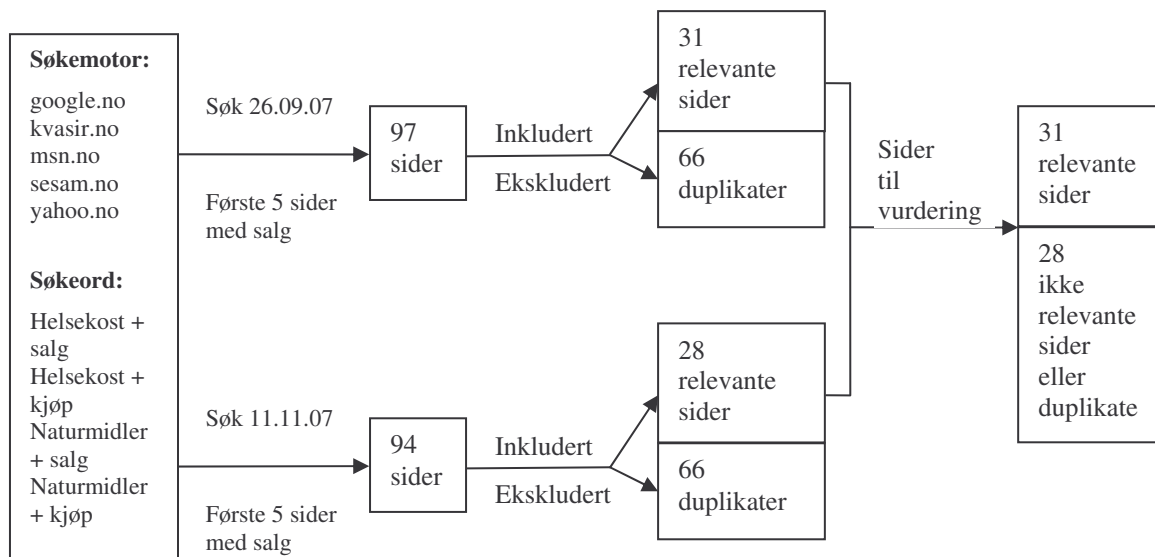 Søkemotor:
google.no
kvasir.no
msn.no
sesam.no
yahoo.no
Søkeord:
Helsekost +
salg
Helsekost +
kjøp
Naturmidler
+ salg
Naturmidler
+ kjøp
Søk 26.09.07
Første 5 sider
med salg
97
sider
Inkludert
Ekskludert
31
relevante
sider
66
duplikater
Søk 11.11.07
Første 5 sider
med salg
94
sider
Inkludert
Ekskludert
28
relevante
sider
66
duplikater
Sider
til
vurdering
31
relevante
sider
28
ikke
relevante
sider
eller
duplikate